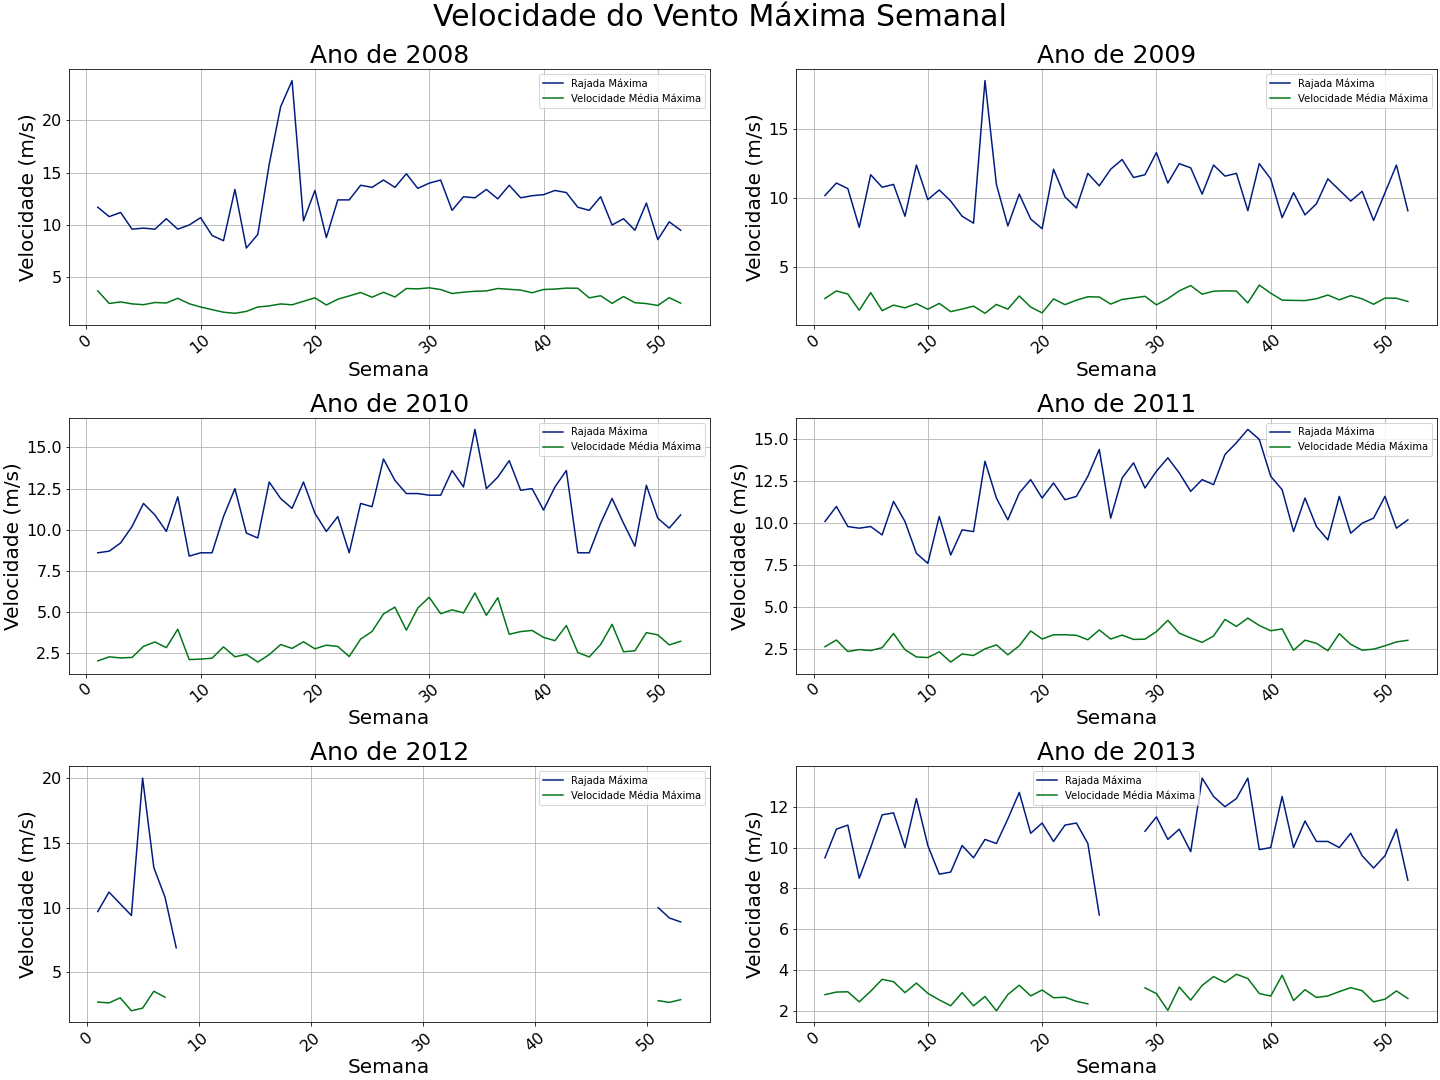 Velocidade do Vento Máxima Semanal
Ano de 2008
Rajada Máxima
Velocidade Média Máxima
Velocidade (m/s)
20
15
10
5
0 10 20 30 40 50
Semana
Ano de 2009
Rajada Máxima
Velocidade Média Máxima
Velocidade (m/s)
15
10
5
0 10 20 30 40 50
Semana
Ano de 2010
Rajada Máxima
Velocidade Média Máxima
Velocidade (m/s)
15.0
12.5
10.0
7.5
5.0
2.5
0 10 20 30 40 50
Semana
Ano de 2011
Rajada Máxima
Velocidade Média Máxima
Velocidade (m/s)
15.0
12.5
10.0
7.5
5.0
2.5
0 10 20 30 40 50
Semana
Ano de 2012
Rajada Máxima
Velocidade Média Máxima
Velocidade (m/s)
20
15
10
5
0 10 20 30 40 50
Semana
Ano de 2013
Rajada Máxima
Velocidade Média Máxima
Velocidade (m/s)
12
10
8
6
4
2
0 10 20 30 40 50
Semana